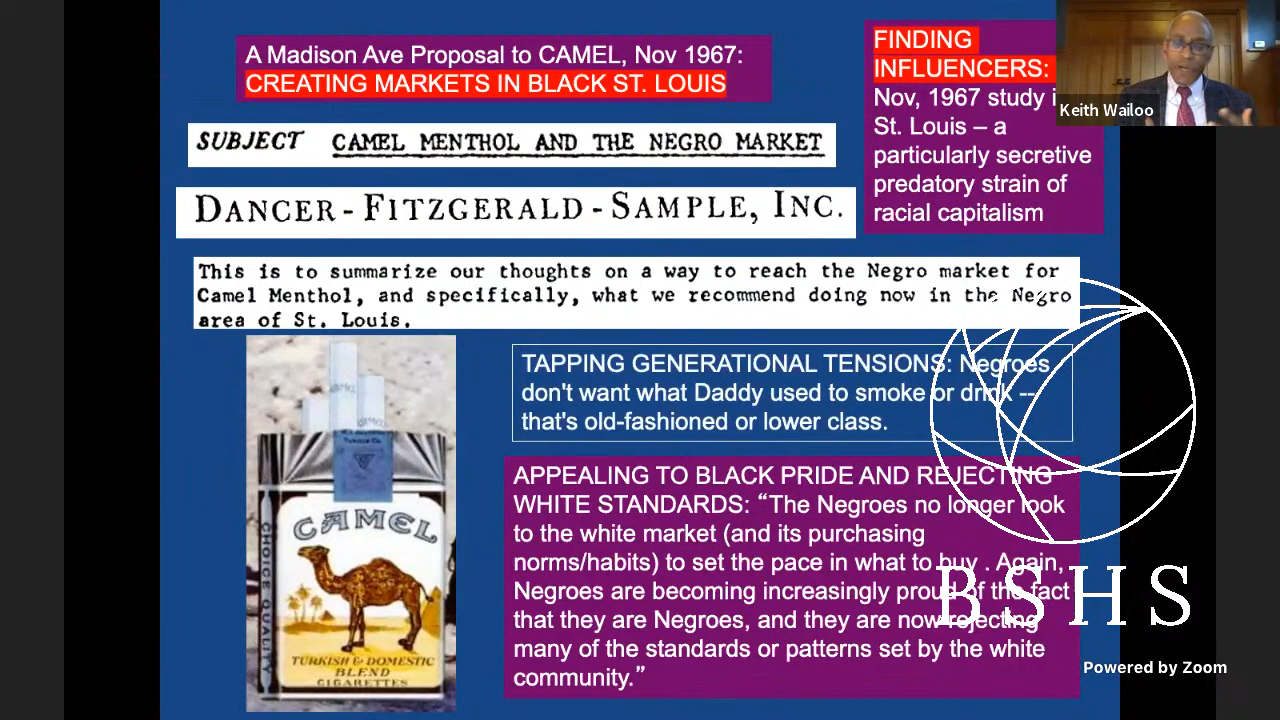 A Madison Ave Proposal to CAMEL, Nov 1967:
CREATING MARKETS IN BLACK ST. LOUIS
SUBJECT CAMEL MENTHOL AND THE NEGRO MARKET
DANCER-FITZGERALD-SAMPLE, INC.
This is to summarize our thoughts on a way to reach the Negro market for
Camel Menthol, and specifically, what we recommend doing now in the Negro
area of St. Louis.
FINDING
INFLUENCERS:
Nov, 1967 study i
St. Louis – a
particularly secretive
predatory strain of
racial capitalism
Keith Wailoo
CAMEL
CAMEL
CHOICE QUALITY
TURKISH & DOMESTIC
BLEND
CIGARETTES
TAPPING GENERATIONAL TENSIONS: Negroes
don't want what Daddy used to smoke or drink --
that's old-fashioned or lower class.
APPEALING TO BLACK PRIDE AND REJECTING
WHITE STANDARDS: “The Negroes no longer look
to the white market (and its purchasing
norms/habits) to set the pace in what to buy . Again,
Negroes are becoming increasingly proud of the fact
that they are Negroes, and they are now rejecting
many of the standards or patterns set by the white
community.”
BSHS
Powered by Zoom